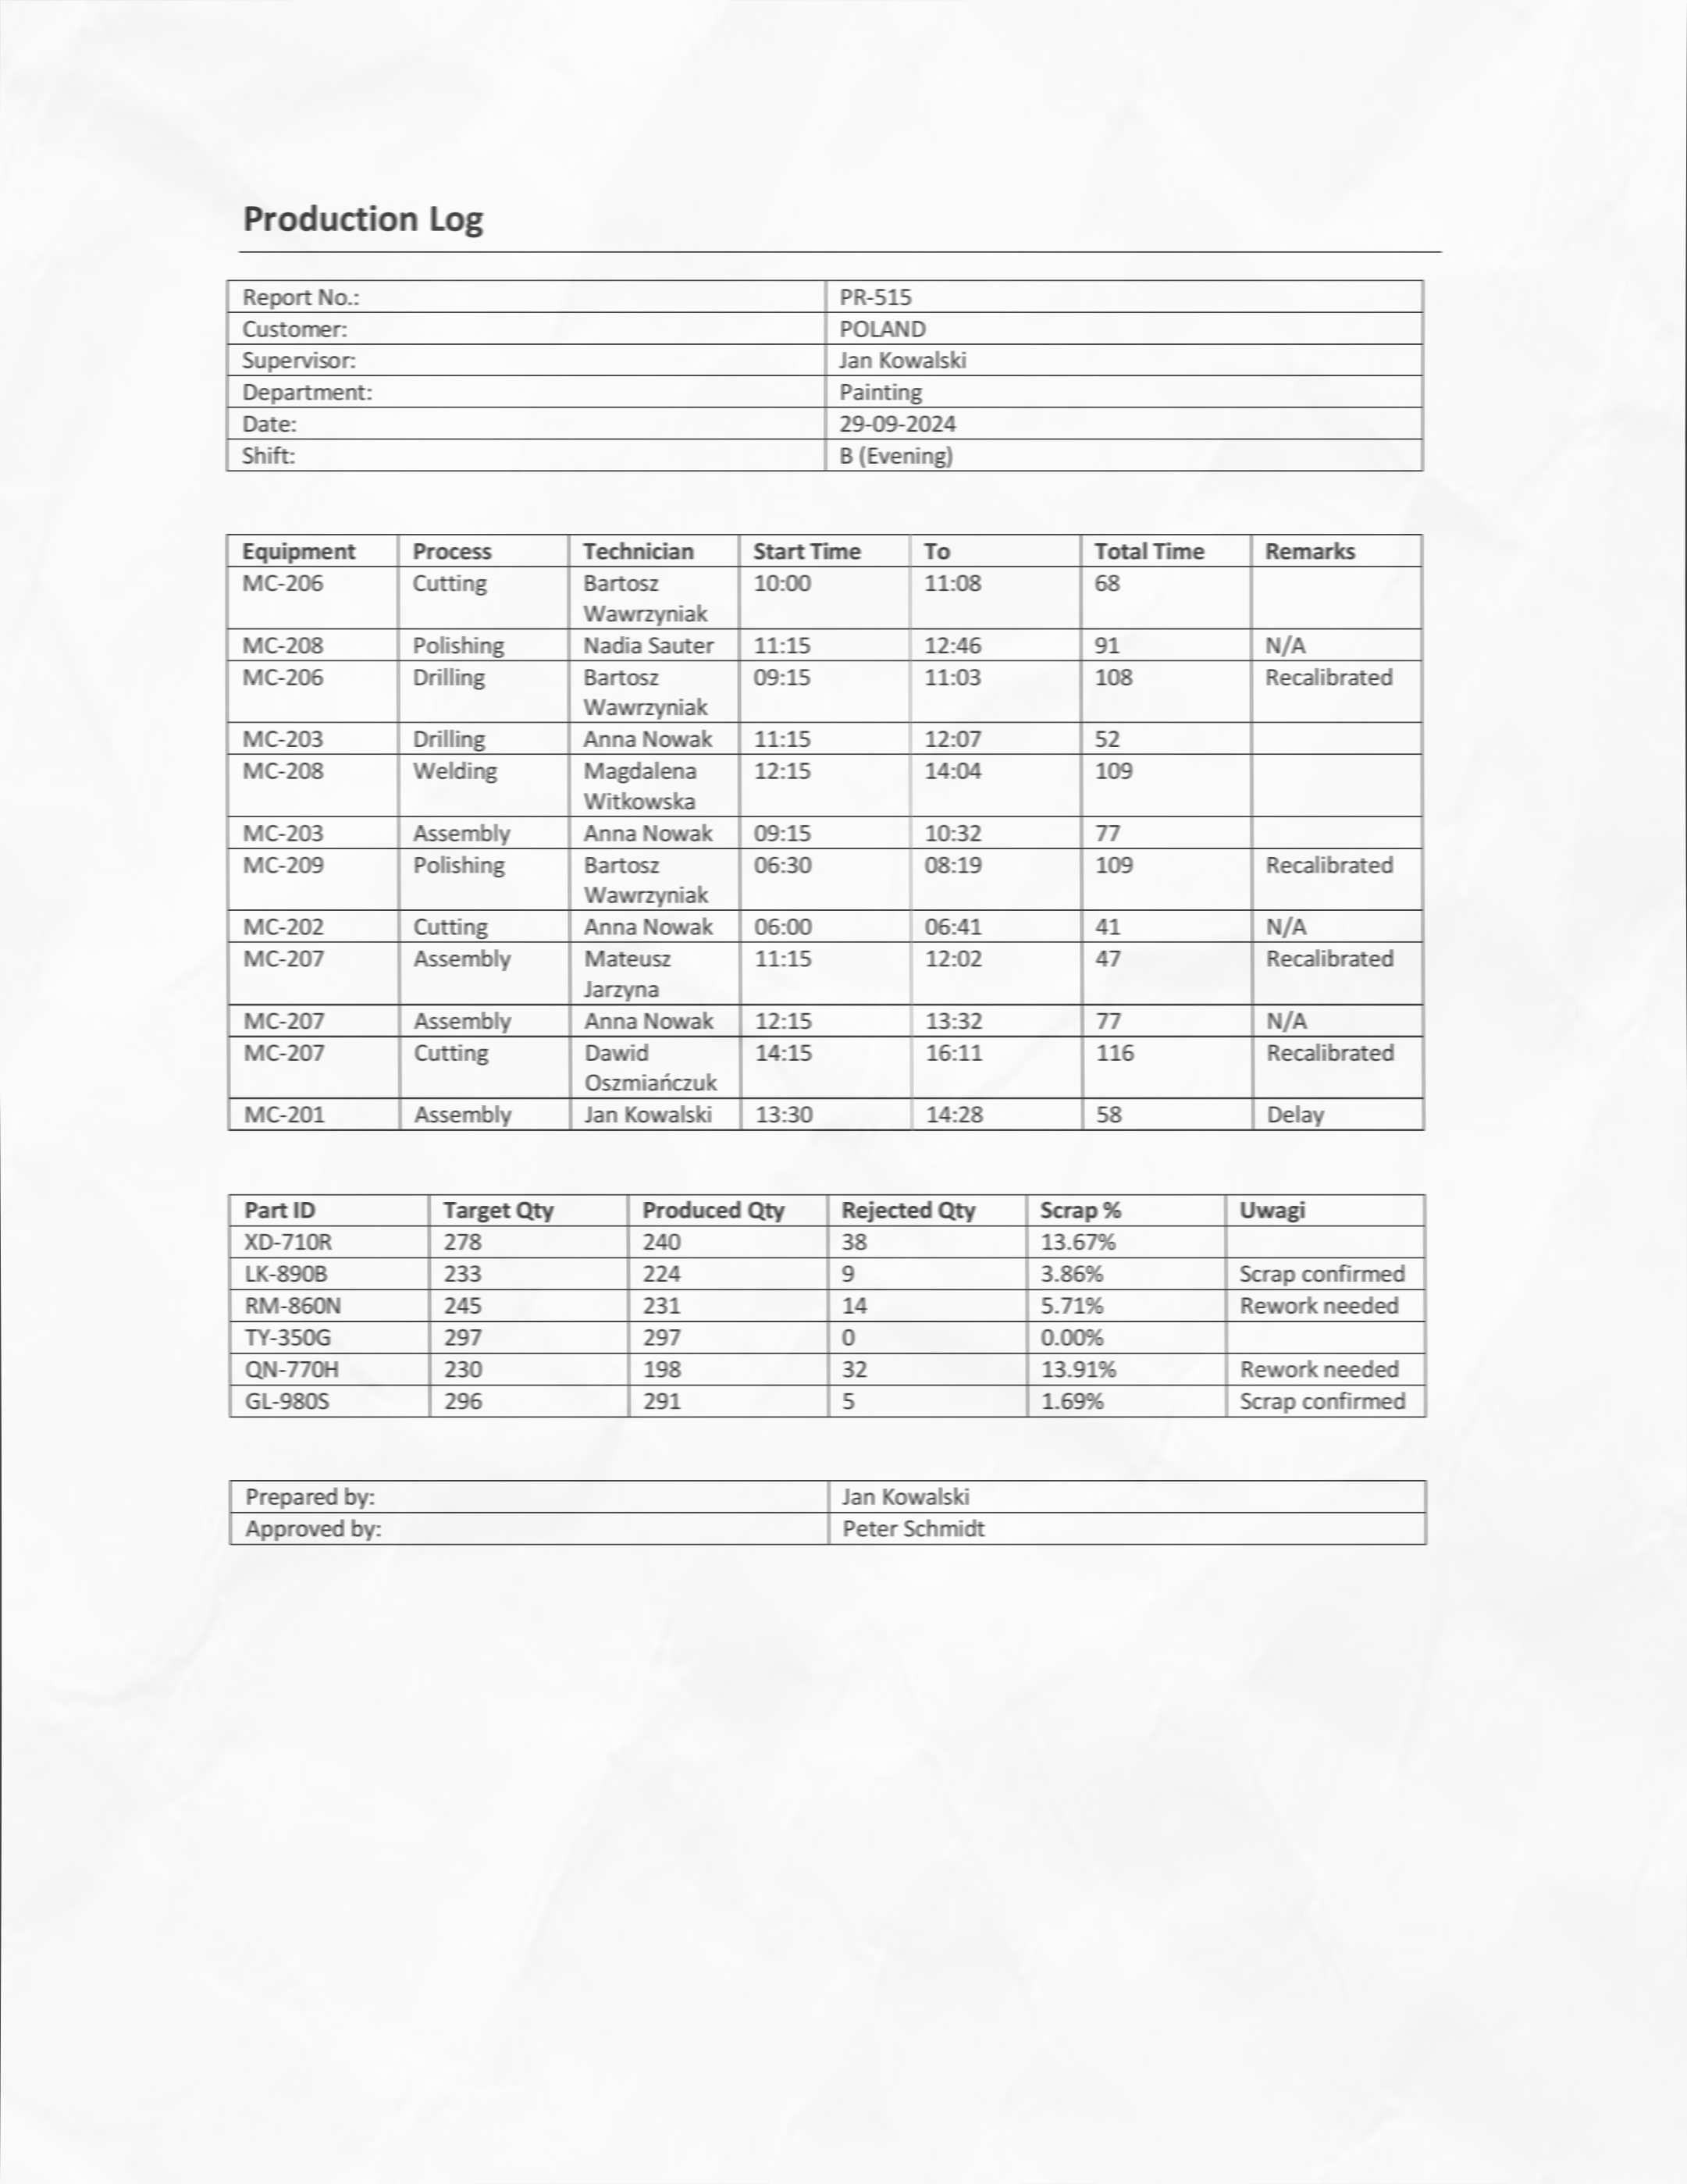 Production Log
Report No.: PR-515
Customer: POLAND
Supervisor: Jan Kowalski
Department: Painting
Date: 29-09-2024
Shift: B (Evening)
Equipment Process Technician Start Time To Total Time Remarks
MC-206 Cutting Bartosz 10:00 11:08 68
Wawrzyniak
MC-208 Polishing Nadia Sauter 11:15 12:46 91 N/A
MC-206 Drilling Bartosz 09:15 11:03 108 Recalibrated
Wawrzyniak
MC-203 Drilling Anna Nowak 11:15 12:07 52
MC-208 Welding Magdalena 12:15 14:04 109
Witkowska
MC-203 Assembly Anna Nowak 09:15 10:32 77
MC-209 Polishing Bartosz 06:30 08:19 109 Recalibrated
Wawrzyniak
MC-202 Cutting Anna Nowak 06:00 06:41 41 N/A
MC-207 Assembly Mateusz 11:15 12:02 47 Recalibrated
Jarzyna
MC-207 Assembly Anna Nowak 12:15 13:32 77 N/A
MC-207 Cutting Dawid 14:15 16:11 116 Recalibrated
Oszmiańczuk
MC-201 Assembly Jan Kowalski 13:30 14:28 58 Delay
Part ID Target Qty Produced Qty Rejected Qty Scrap % Uwagi
XD-710R 278 240 38 13.67%
LK-890B 233 224 9 3.86% Scrap confirmed
RM-860N 245 231 14 5.71% Rework needed
TY-350G 297 297 0 0.00%
QN-770H 230 198 32 13.91% Rework needed
GL-980S 296 291 5 1.69% Scrap confirmed
Prepared by: Jan Kowalski
Approved by: Peter Schmidt